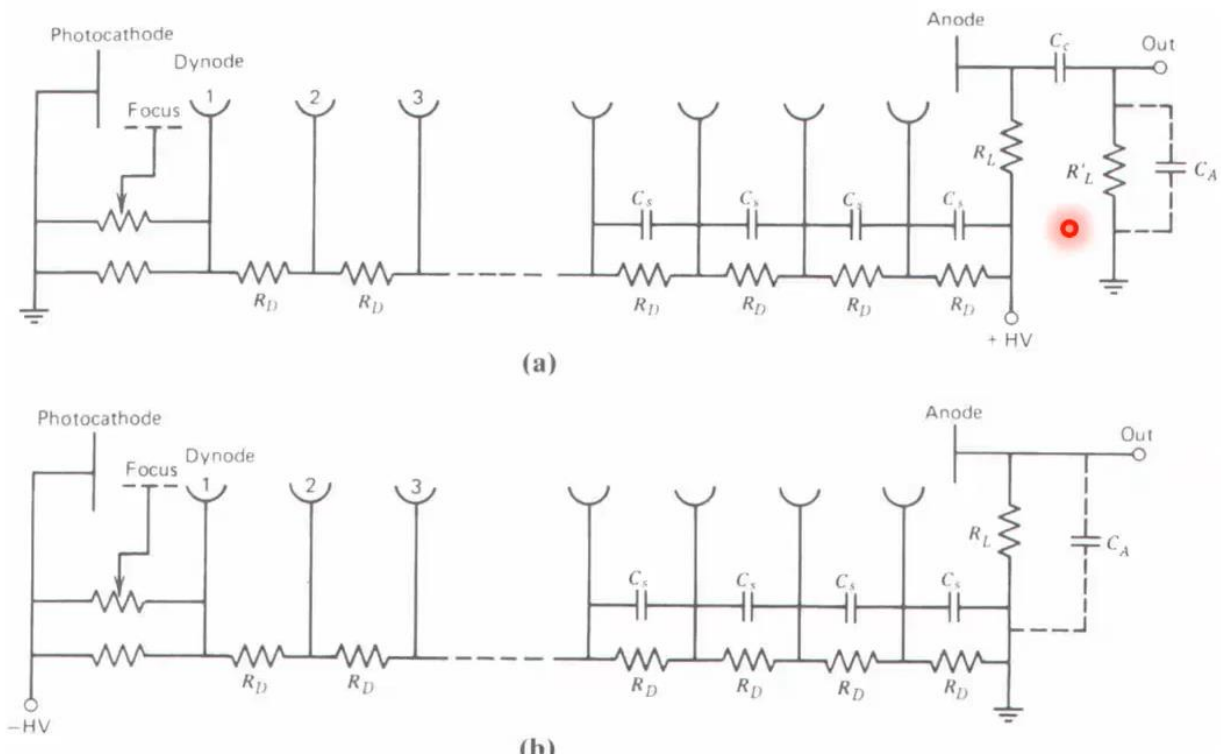 Photocathode
Dynode
Focus
1
2
3
Anode
C_c
Out
R_L
R'_L
C_A
C_s
C_s
C_s
C_s
R_D
R_D
R_D
R_D
R_D
R_D
+ HV
(a)
Photocathode
Dynode
Focus
1
2
3
Anode
Out
R_L
C_A
C_s
C_s
C_s
C_s
R_D
R_D
R_D
R_D
R_D
R_D
−HV
(b)